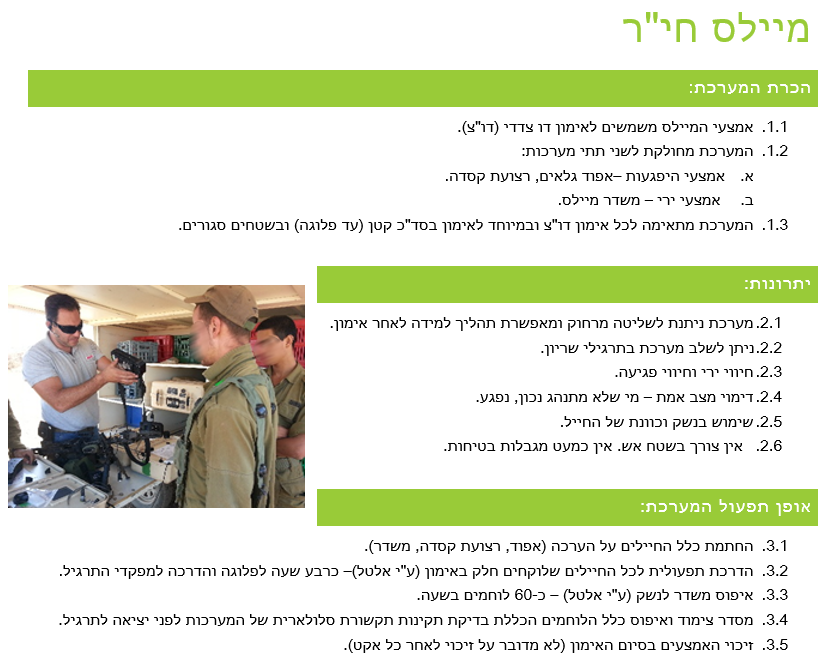 מיילס חי"ר
הכרת המערכת:
1.1. אמצעי המיילס משמשים לאימון דו צדדי (דו"צ).
1.2. המערכת מחולקת לשני תתי מערכות:
א. אמצעי היפגעות –אפוד גלאים, רצועת קסדה.
ב. אמצעי ירי – משדר מיילס.
1.3. המערכת מתאימה לכל אימון דו"צ ובמיוחד לאימון בסד"כ קטן (עד פלוגה) ובשטחים סגורים.
יתרונות:
2.1. מערכת ניתנת לשליטה מרחוק ומאפשרת תהליך למידה לאחר אימון.
2.2. ניתן לשלב מערכת בתרגילי שריון.
2.3. חיווי ירי וחיווי פגיעה.
2.4. דימוי מצב אמת – מי שלא מתנהג נכון, נפגע.
2.5. שימוש בנשק וכוונת של החייל.
2.6. אין צורך בשטח אש. אין כמעט מגבלות בטיחות.
אופן תפעול המערכת:
3.1. החתמת כלל החיילים על הערכה (אפוד, רצועת קסדה, משדר).
3.2. הדרכת תפעולית לכל החיילים שלוקחים חלק באימון (ע"י אלטל)– כרבע שעה לפלוגה והדרכה למפקדי התרגיל.
3.3. איפוס משדר לנשק (ע"י אלטל) – כ-60 לוחמים בשעה.
3.4. מסדר צימוד ואיפוס כלל הלוחמים הכללת בדיקת תקינות תקשורת סלולארית של המערכות לפני יציאה לתרגיל.
3.5. זיכוי האמצעים בסיום האימון (לא מדובר על זיכוי לאחר כל אקט).